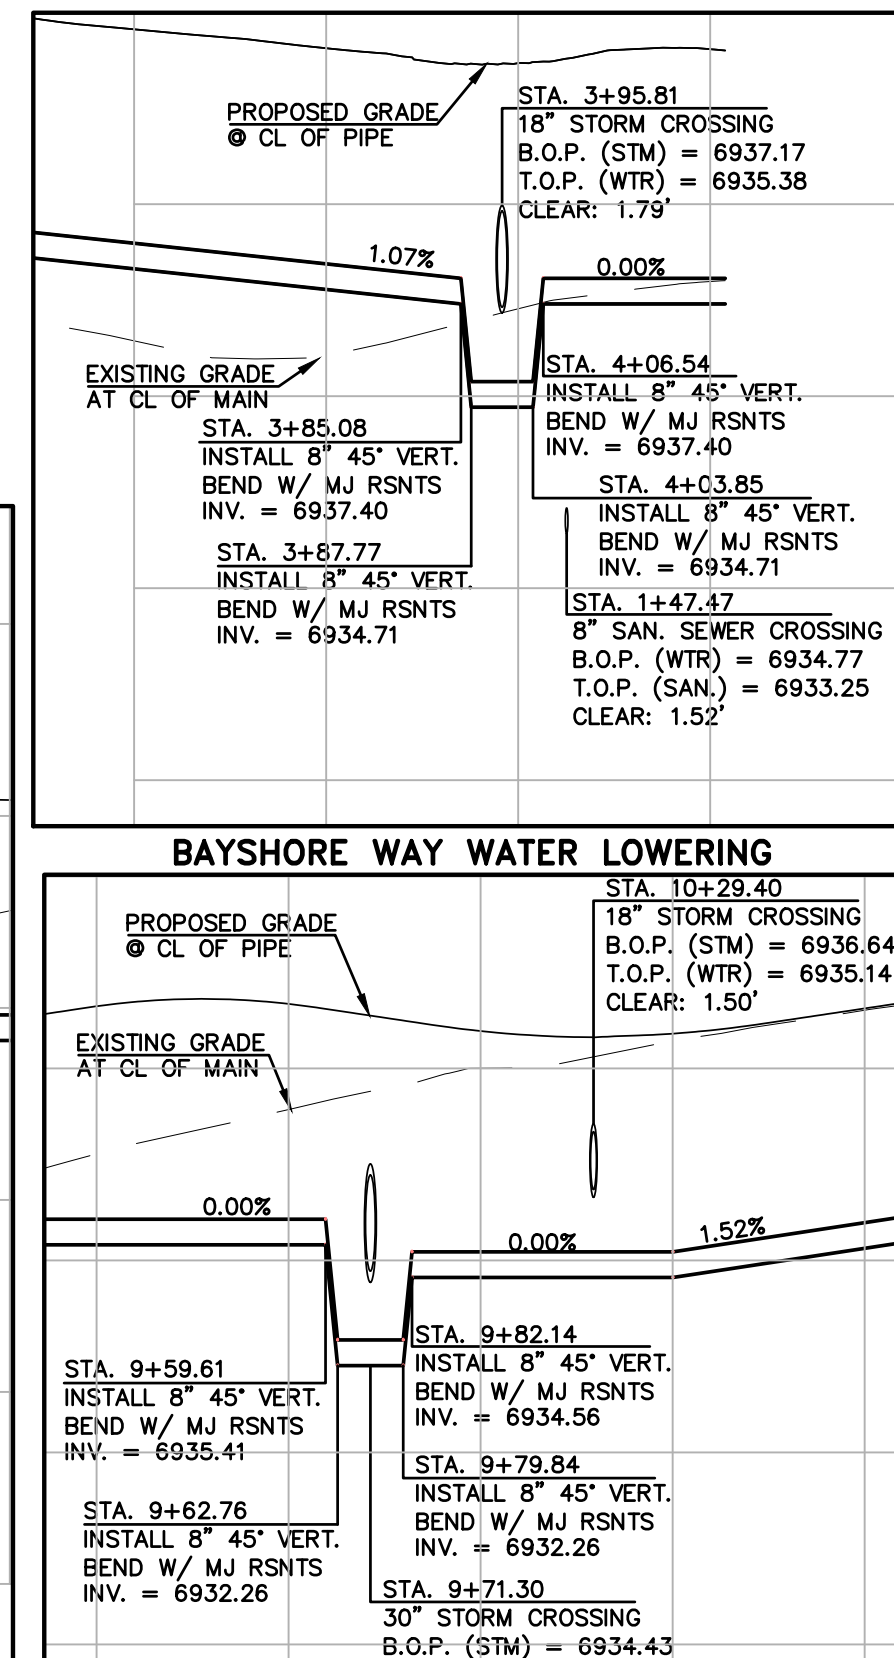 PROPOSED GRADE
@ CL OF PIPE
STA. 3+95.81
18" STORM CROSSING
B.O.P. (STM) = 6937.17
T.O.P. (WTR) = 6935.38
CLEAR: 1.79'
1.07%
0.00%
EXISTING GRADE
AT CL OF MAIN
STA. 4+06.54
INSTALL 8" 45° VERT.
BEND W/ MJ RSNTS
INV. = 6937.40
STA. 3+85.08
INSTALL 8" 45° VERT.
BEND W/ MJ RSNTS
INV. = 6937.40
STA. 4+03.85
INSTALL 8" 45° VERT.
BEND W/ MJ RSNTS
INV. = 6934.71
STA. 3+87.77
INSTALL 8" 45° VERT.
BEND W/ MJ RSNTS
INV. = 6934.71
STA. 1+47.47
8" SAN. SEWER CROSSING
B.O.P. (WTR) = 6934.77
T.O.P. (SAN.) = 6933.25
CLEAR: 1.52'
BAYSHORE WAY WATER LOWERING
STA. 10+29.40
18" STORM CROSSING
B.O.P. (STM) = 6936.64
T.O.P. (WTR) = 6935.14
CLEAR: 1.50'
PROPOSED GRADE
@ CL OF PIPE
EXISTING GRADE
AT CL OF MAIN
0.00%
0.00%
1.52%
STA. 9+82.14
INSTALL 8" 45° VERT.
BEND W/ MJ RSNTS
INV. = 6934.56
STA. 9+59.61
INSTALL 8" 45° VERT.
BEND W/ MJ RSNTS
INV. = 6935.41
STA. 9+79.84
INSTALL 8" 45° VERT.
BEND W/ MJ RSNTS
INV. = 6932.26
STA. 9+62.76
INSTALL 8" 45° VERT.
BEND W/ MJ RSNTS
INV. = 6932.26
STA. 9+71.30
30" STORM CROSSING
B.O.P. (STM) = 6934.43